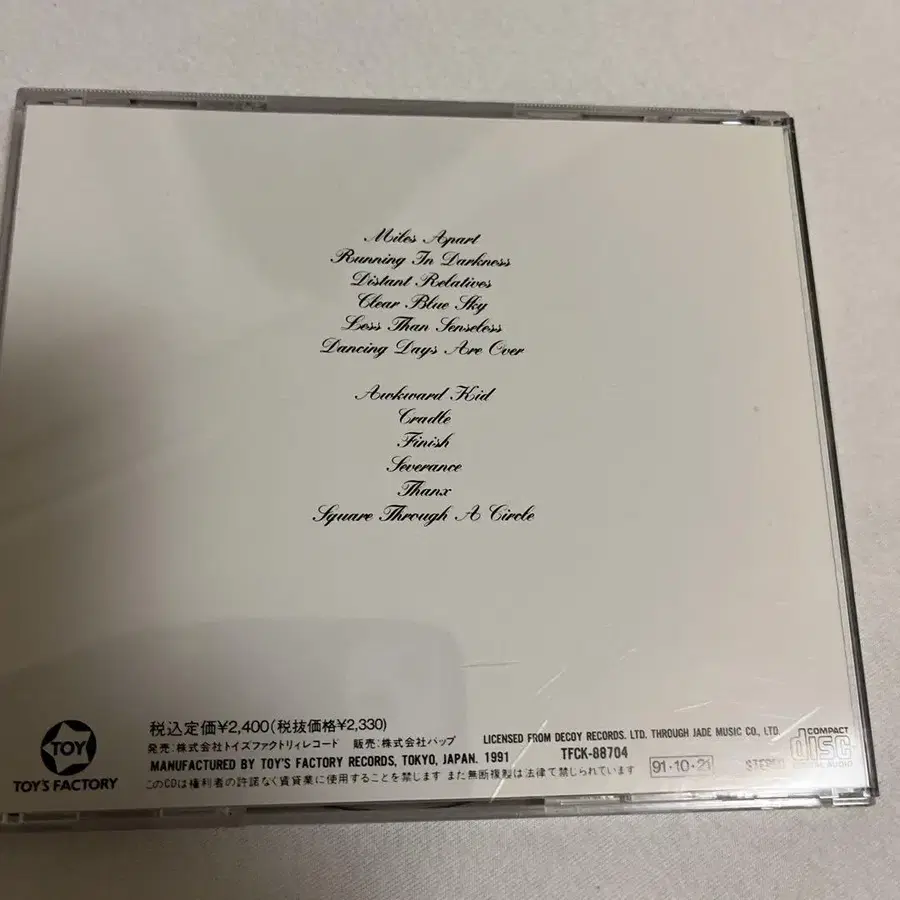 Miles Apart
Running In Darkness
Distant Relatives
Clear Blue Sky
Less Than Senseless
Dancing Days Are Over
Awkward Kid
Cradle
Finish
Severance
Thanx
Square Through A Circle
TOY
TOY'S FACTORY
税込定価¥2,400(税抜価格¥2,330)
発売:株式会社トイズファクトリィレコード 販売:株式会社バップ
LICENSED FROM DECOY RECORDS. LTD. THROUGH JADE MUSIC CO., LTD.
MANUFACTURED BY TOY'S FACTORY RECORDS, TOKYO, JAPAN. 1991 TFCK-88704
このCDは権利者の許諾なく賃貸業に使用することを禁じます また無断複製は法律で禁じられています
91・10・21
STEREO
COMPACT
disc
DIGITAL AUDIO